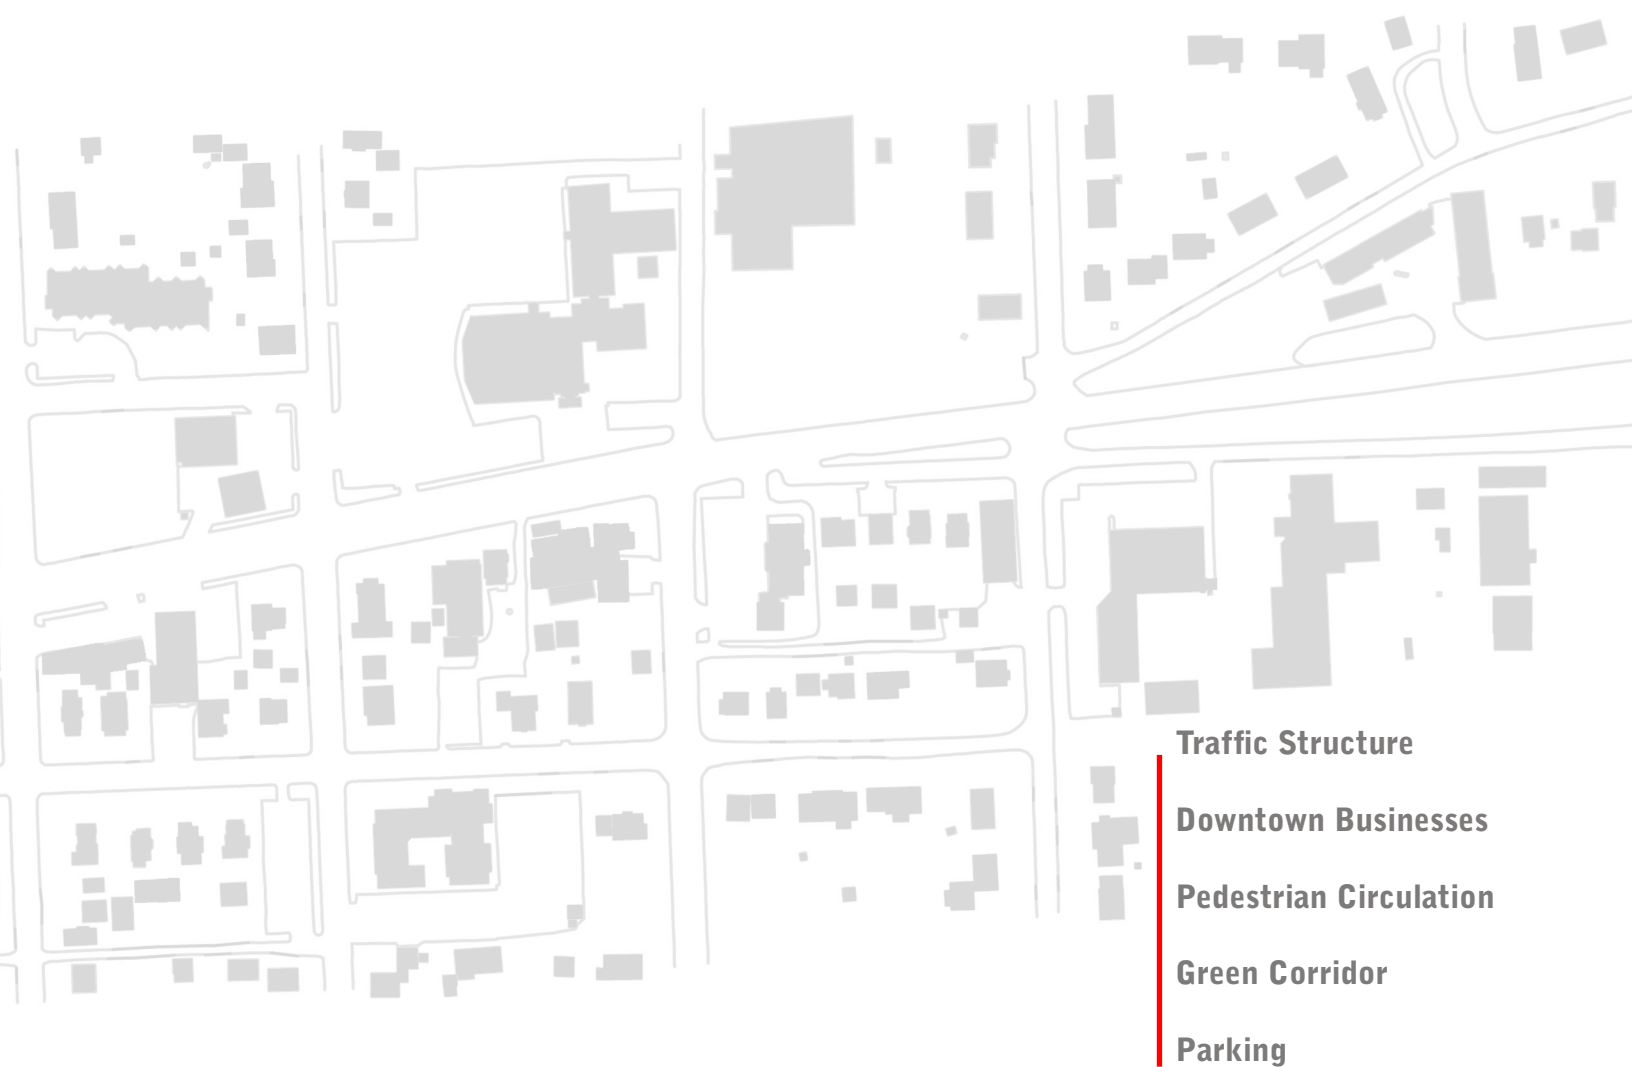 Traffic Structure
Downtown Businesses
Pedestrian Circulation
Green Corridor
Parking